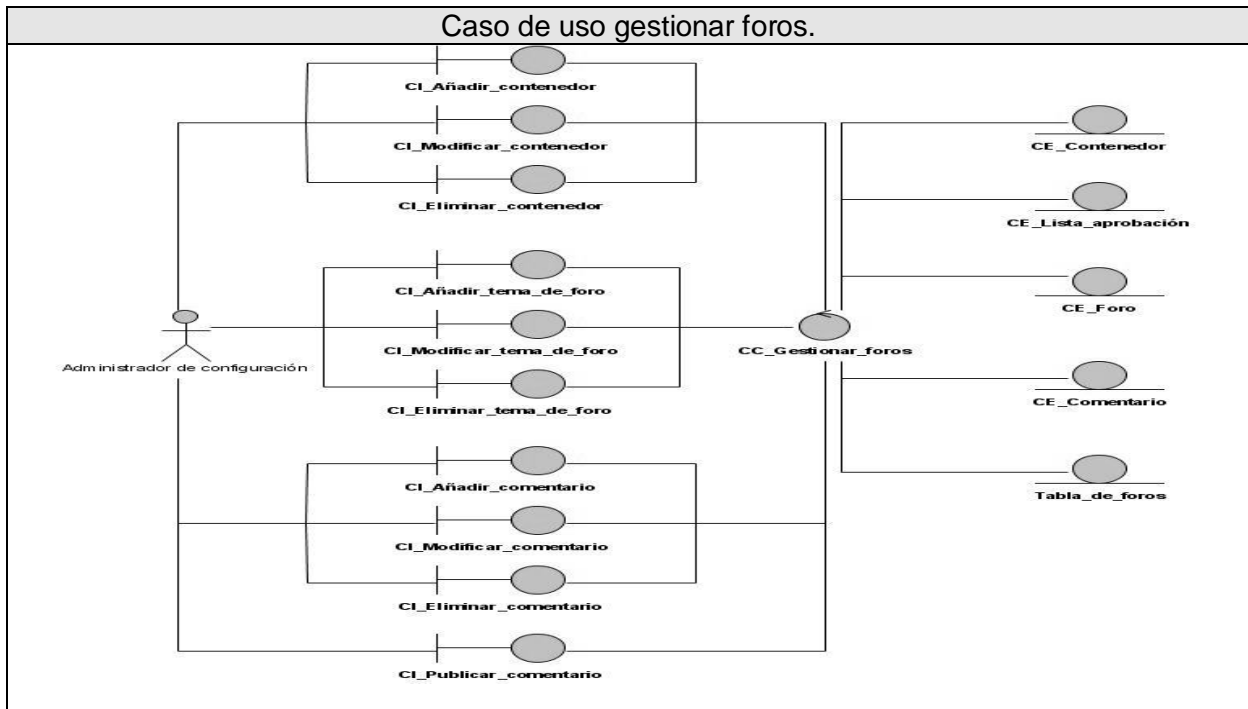 Caso de uso gestionar foros.
CI_Añadir_contenedor
CI_Modificar_contenedor
CI_Eliminar_contenedor
CI_Añadir_tema_de_foro
CI_Modificar_tema_de_foro
CI_Eliminar_tema_de_foro
Administrador de configuración
CI_Añadir_comentario
CI_Modificar_comentario
CI_Eliminar_comentario
CI_Publicar_comentario
CC_Gestionar_foros
CE_Contenedor
CE_Lista_aprobación
CE_Foro
CE_Comentario
Tabla_de_foros